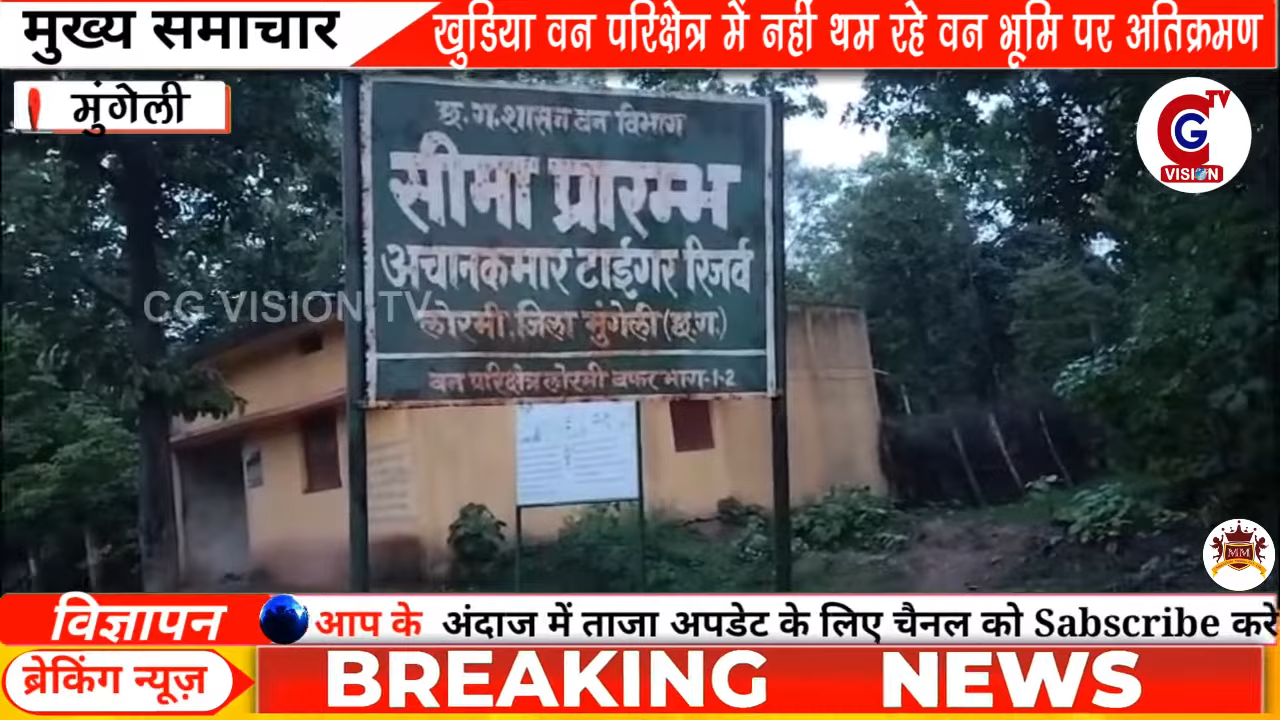 मुख्य समाचार
खुडिया वन परिक्षेत्र में नहीं थम रहे वन भूमि पर अतिक्रमण
मुंगेली
CG TV
VISION
छ.ग.शासन वन विभाग
सीमा प्रारम्भ
अचानकमार टाईगर रिजर्व
CG VISION TV
लोरमी,जिला मुंगेली(छ.ग.)
वन परिक्षेत्र लोरमी बफर भाग-1-2
MM
विज्ञापन
आप के अंदाज में ताजा अपडेट के लिए चैनल को Subscribe करे
ब्रेकिंग न्यूज़
BREAKING NEWS